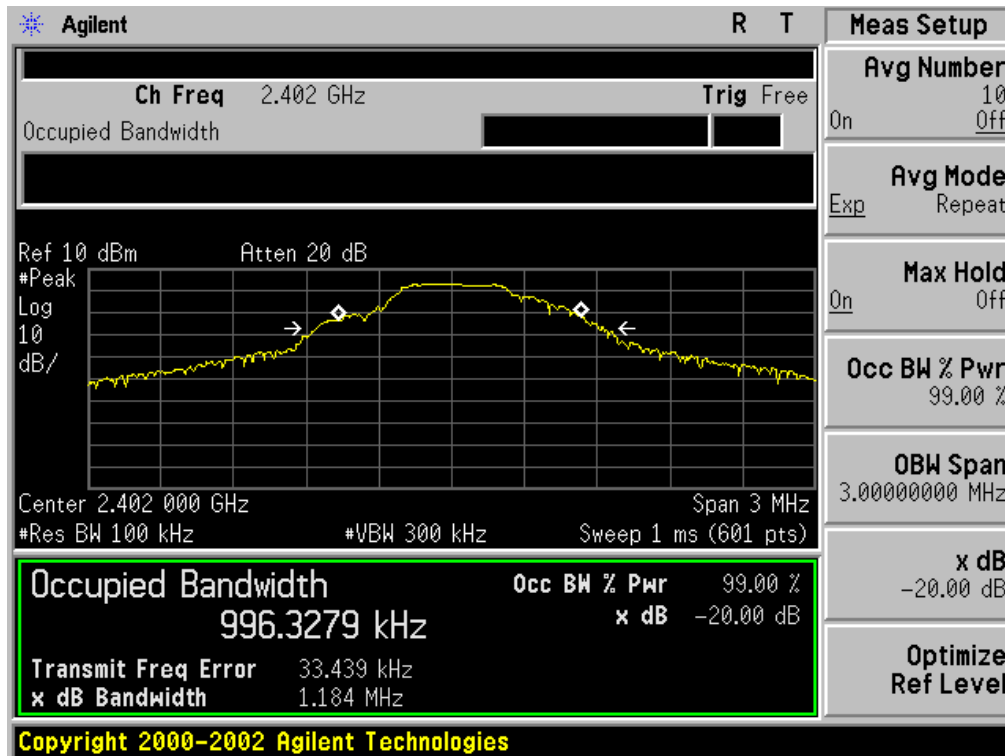 Agilent R T
Ch Freq 2.402 GHz Trig Free
Occupied Bandwidth
Ref 10 dBm Atten 20 dB
#Peak
Log
10
dB/
Center 2.402 000 GHz Span 3 MHz
#Res BW 100 kHz #VBW 300 kHz Sweep 1 ms (601 pts)
Occupied Bandwidth
996.3279 kHz
Occ BW % Pwr 99.00 %
x dB -20.00 dB
Transmit Freq Error 33.439 kHz
x dB Bandwidth 1.184 MHz
Copyright 2000-2002 Agilent Technologies
Meas Setup
Avg Number
10
On Off
Avg Mode
Exp Repeat
Max Hold
On Off
Occ BW % Pwr
99.00 %
OBW Span
3.00000000 MHz
x dB
-20.00 dB
Optimize
Ref Level